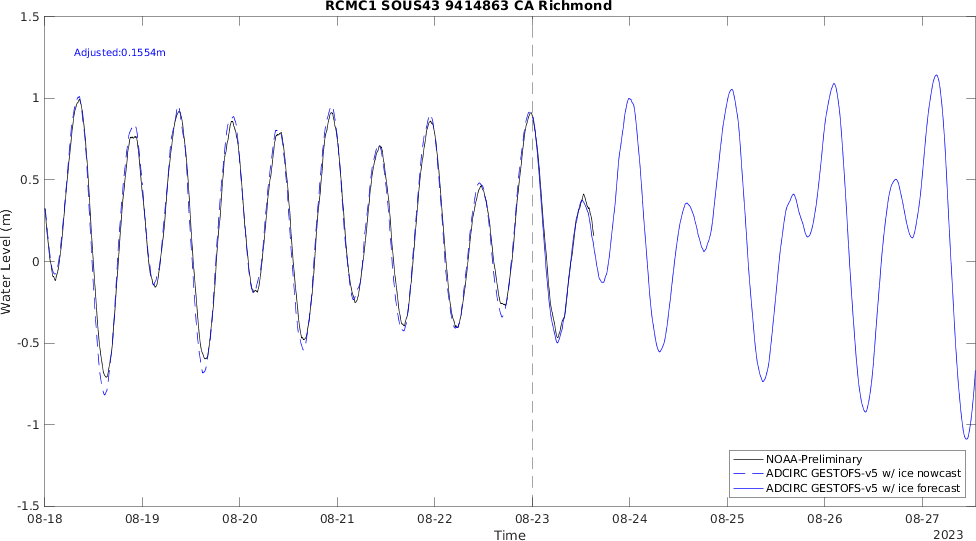 RCMC1 SOUS43 9414863 CA Richmond
Adjusted:0.1554m
Water Level (m)
1.5
1
0.5
0
-0.5
-1
-1.5
NOAA-Preliminary
ADCIRC GESTOFS-v5 w/ ice nowcast
ADCIRC GESTOFS-v5 w/ ice forecast
08-18 08-19 08-20 08-21 08-22 08-23 08-24 08-25 08-26 08-27
Time
2023